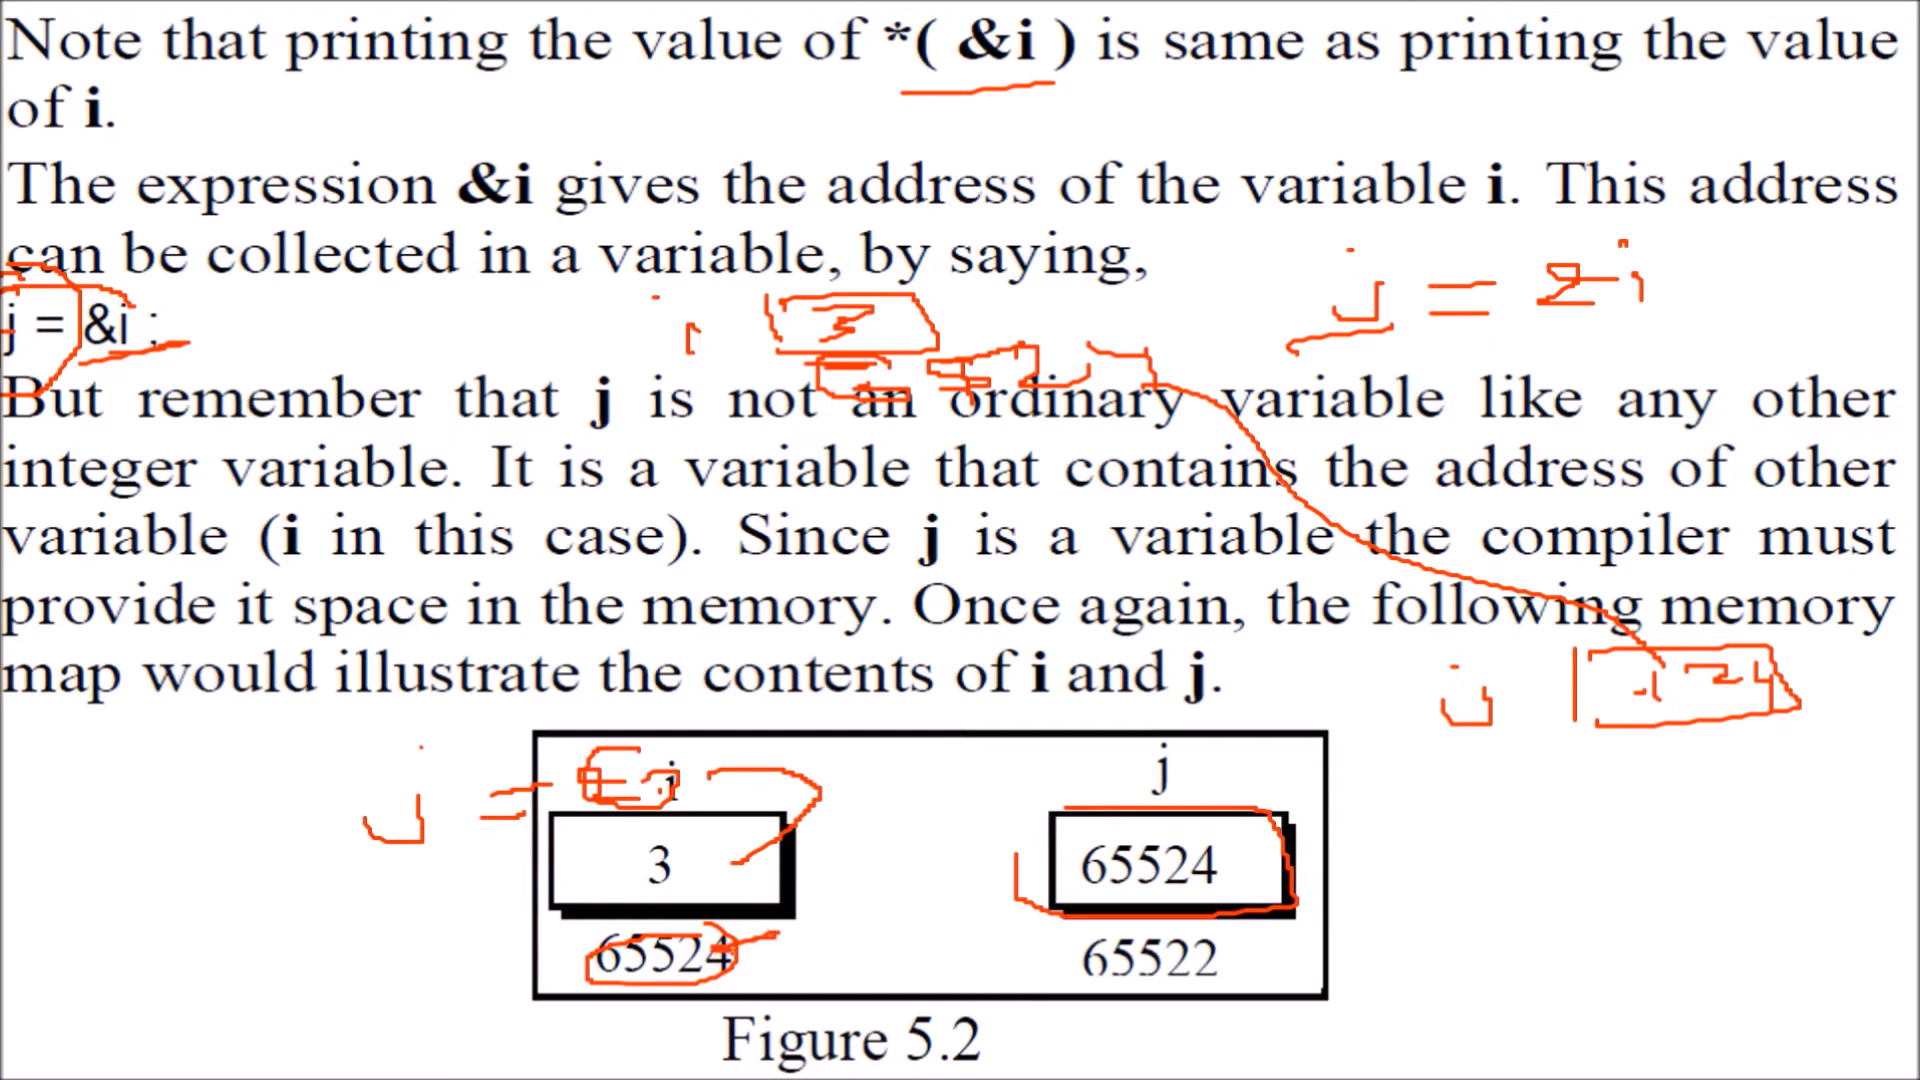 Note that printing the value of *( &i ) is same as printing the value
of i.
The expression &i gives the address of the variable i. This address
can be collected in a variable, by saying,
j = &i ;
But remember that j is not an ordinary variable like any other
integer variable. It is a variable that contains the address of other
variable (i in this case). Since j is a variable the compiler must
provide it space in the memory. Once again, the following memory
map would illustrate the contents of i and j.
i j
3 65524
65524 65522
Figure 5.2